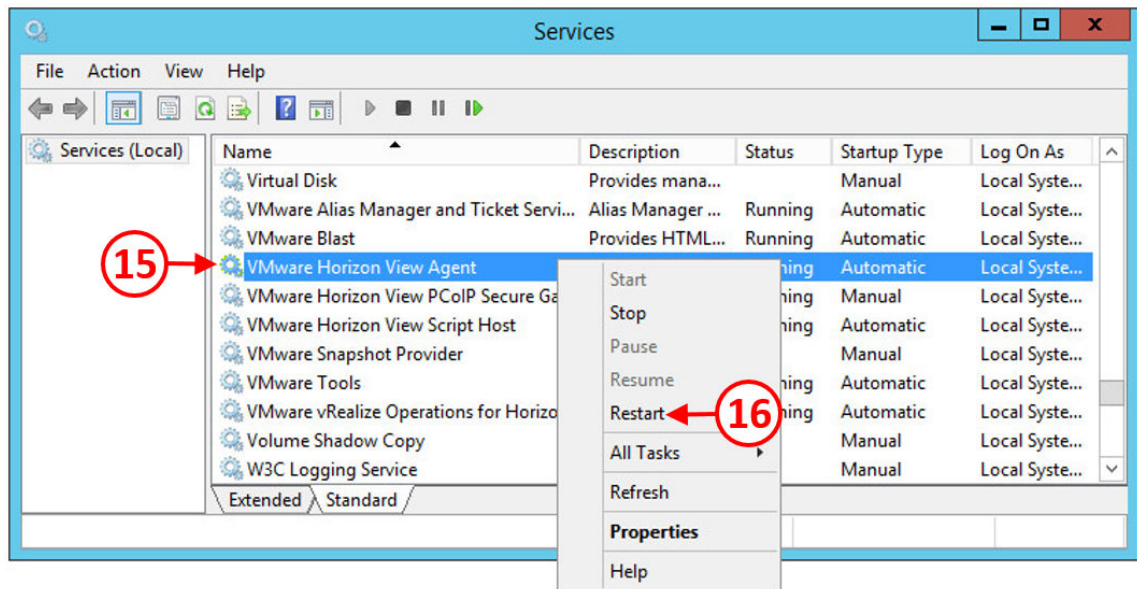 Services
File Action View Help
Services (Local)
Name Description Status Startup Type Log On As
Virtual Disk Provides mana... Manual Local Syste...
VMware Alias Manager and Ticket Servi... Alias Manager ... Running Automatic Local Syste...
VMware Blast Provides HTML... Running Automatic Local Syste...
15 VMware Horizon View Agent ning Automatic Local Syste...
VMware Horizon View PCoIP Secure Ga ning Manual Local Syste...
VMware Horizon View Script Host ning Automatic Local Syste...
VMware Snapshot Provider Manual Local Syste...
VMware Tools ning Automatic Local Syste...
VMware vRealize Operations for Horizo ning Automatic Local Syste...
Volume Shadow Copy Manual Local Syste...
W3C Logging Service Manual Local Syste...
Extended Standard
Start
Stop
Pause
Resume
Restart 16
All Tasks
Refresh
Properties
Help